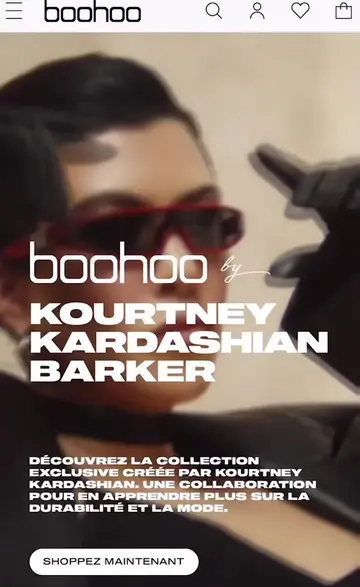 boohoo
boohoo by
KOURTNEY
KARDASHIAN
BARKER
DÉCOUVREZ LA COLLECTION
EXCLUSIVE CRÉÉE PAR KOURTNEY
KARDASHIAN. UNE COLLABORATION
POUR EN APPRENDRE PLUS SUR LA
DURABILITÉ ET LA MODE.
SHOPPEZ MAINTENANT